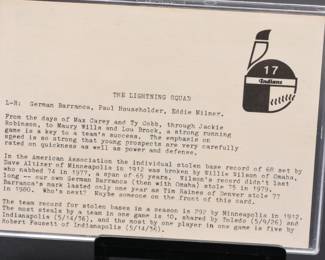 17
Indians
THE LIGHTNING SQUAD
L-R: German Barranca, Paul Householder, Eddie Milner.
From the days of Max Carey and Ty Cobb, through Jackie
Robinson, to Maury Wills and Lou Brock, a strong running
game is a key to a team's success. The emphasis on
speed is so strong that young prospects are very carefully
rated on quickness as well as power and defense.
In the American Association the individual stolen base record of 68 set by
Dave Altizer of Minneapolis in 1912 was broken by Willie Wilson of Omaha,
who nabbed 74 in 1977, a span of 65 years. Wilson's record didn't last
long -- our own German Barranca (then with Omaha) stole 75 in 1979.
Barranca's mark lasted only one year as Tim Raines of Denver stole 77
in 1980. Who's next? Maybe someone on the front of this card.
The team record for stolen bases in a season is 292 by Minneapolis in 1912.
The most steals by a team in one game is 10, shared by Toledo (5/9/26) and
Indianapolis (5/14/36), and the most by one player in one game is five by
Robert Fausett of Indianapolis (5/14/36).